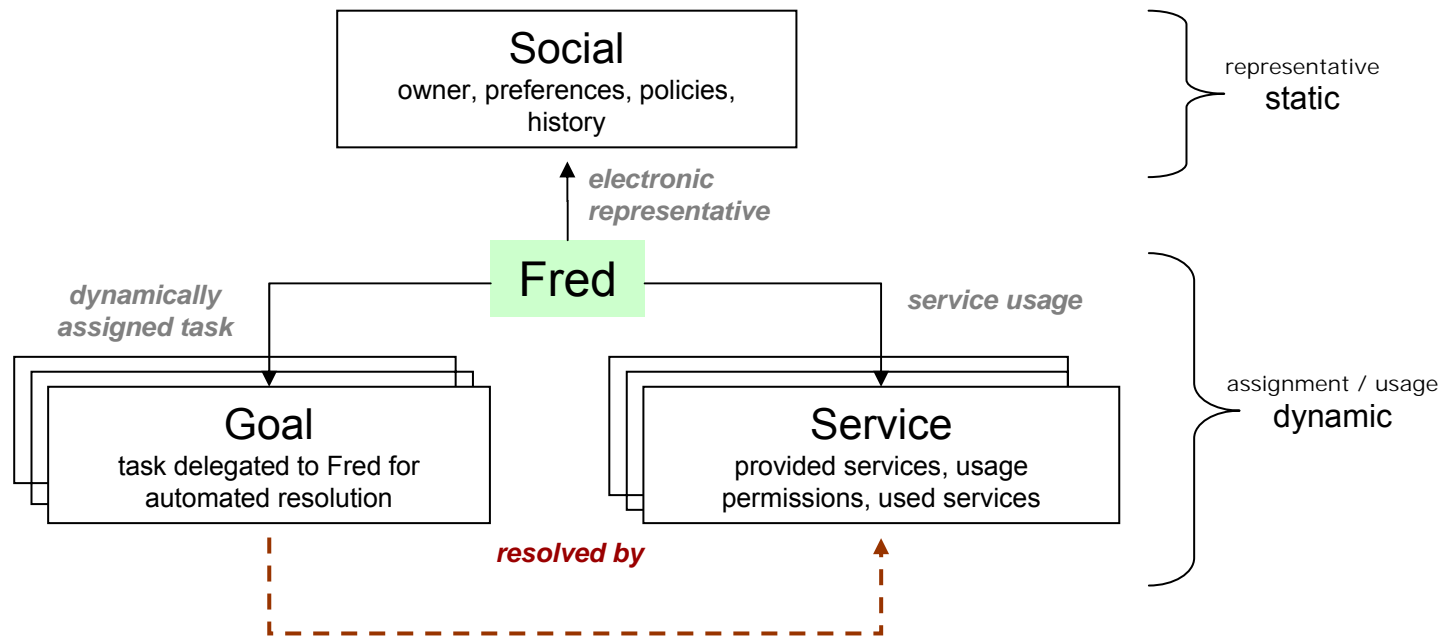 Social
owner, preferences, policies,
history
representative
static
electronic
representative
Fred
dynamically
assigned task
service usage
Goal
task delegated to Fred for
automated resolution
Service
provided services, usage
permissions, used services
assignment / usage
dynamic
resolved by